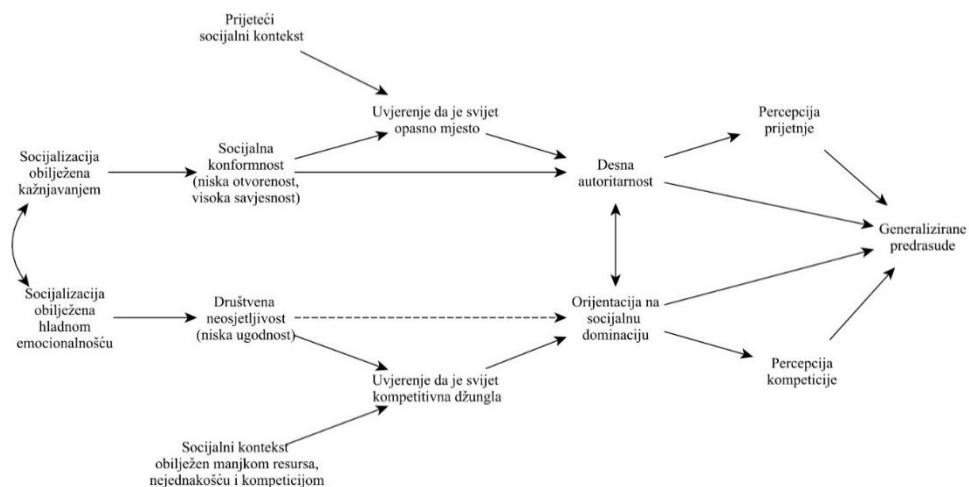 Prijeteći
socijalni kontekst
Uvjerenje da je svijet
opasno mjesto
Percepcija
prijetnje
Socijalizacija
obilježena
kažnjavanjem
Socijalna
konformnost
(niska otvorenost,
visoka savjesnost)
Desna
autoritarnost
Generalizirane
predrasude
Socijalizacija
obilježena
hladnom
emocionalnošću
Društvena
neosjetljivost
(niska ugodnost)
Orijentacija na
socijalnu
dominaciju
Uvjerenje da je svijet
kompetitivna džungla
Percepcija
kompeticije
Socijalni kontekst
obilježen manjkom resursa,
nejednakošću i kompeticijom